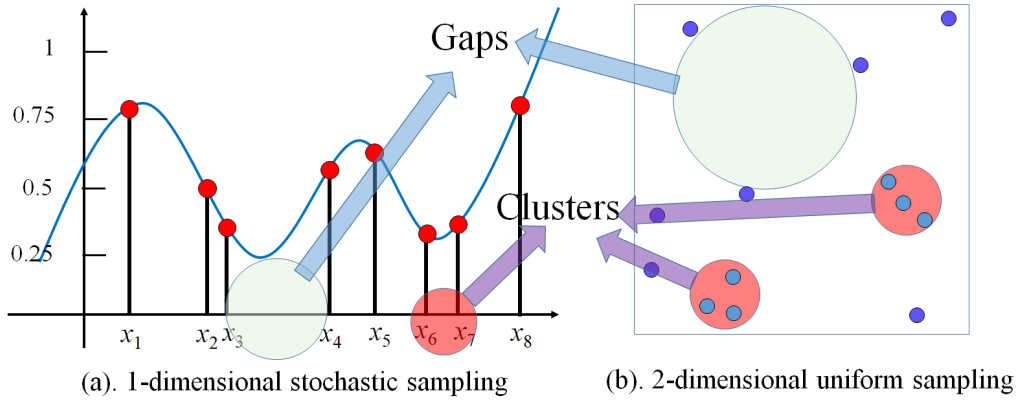 Gaps
1
0.75
0.5
0.25
Clusters
x₁ x₂ x₃ x₄ x₅ x₆ x₇ x₈
(a). 1-dimensional stochastic sampling
(b). 2-dimensional uniform sampling